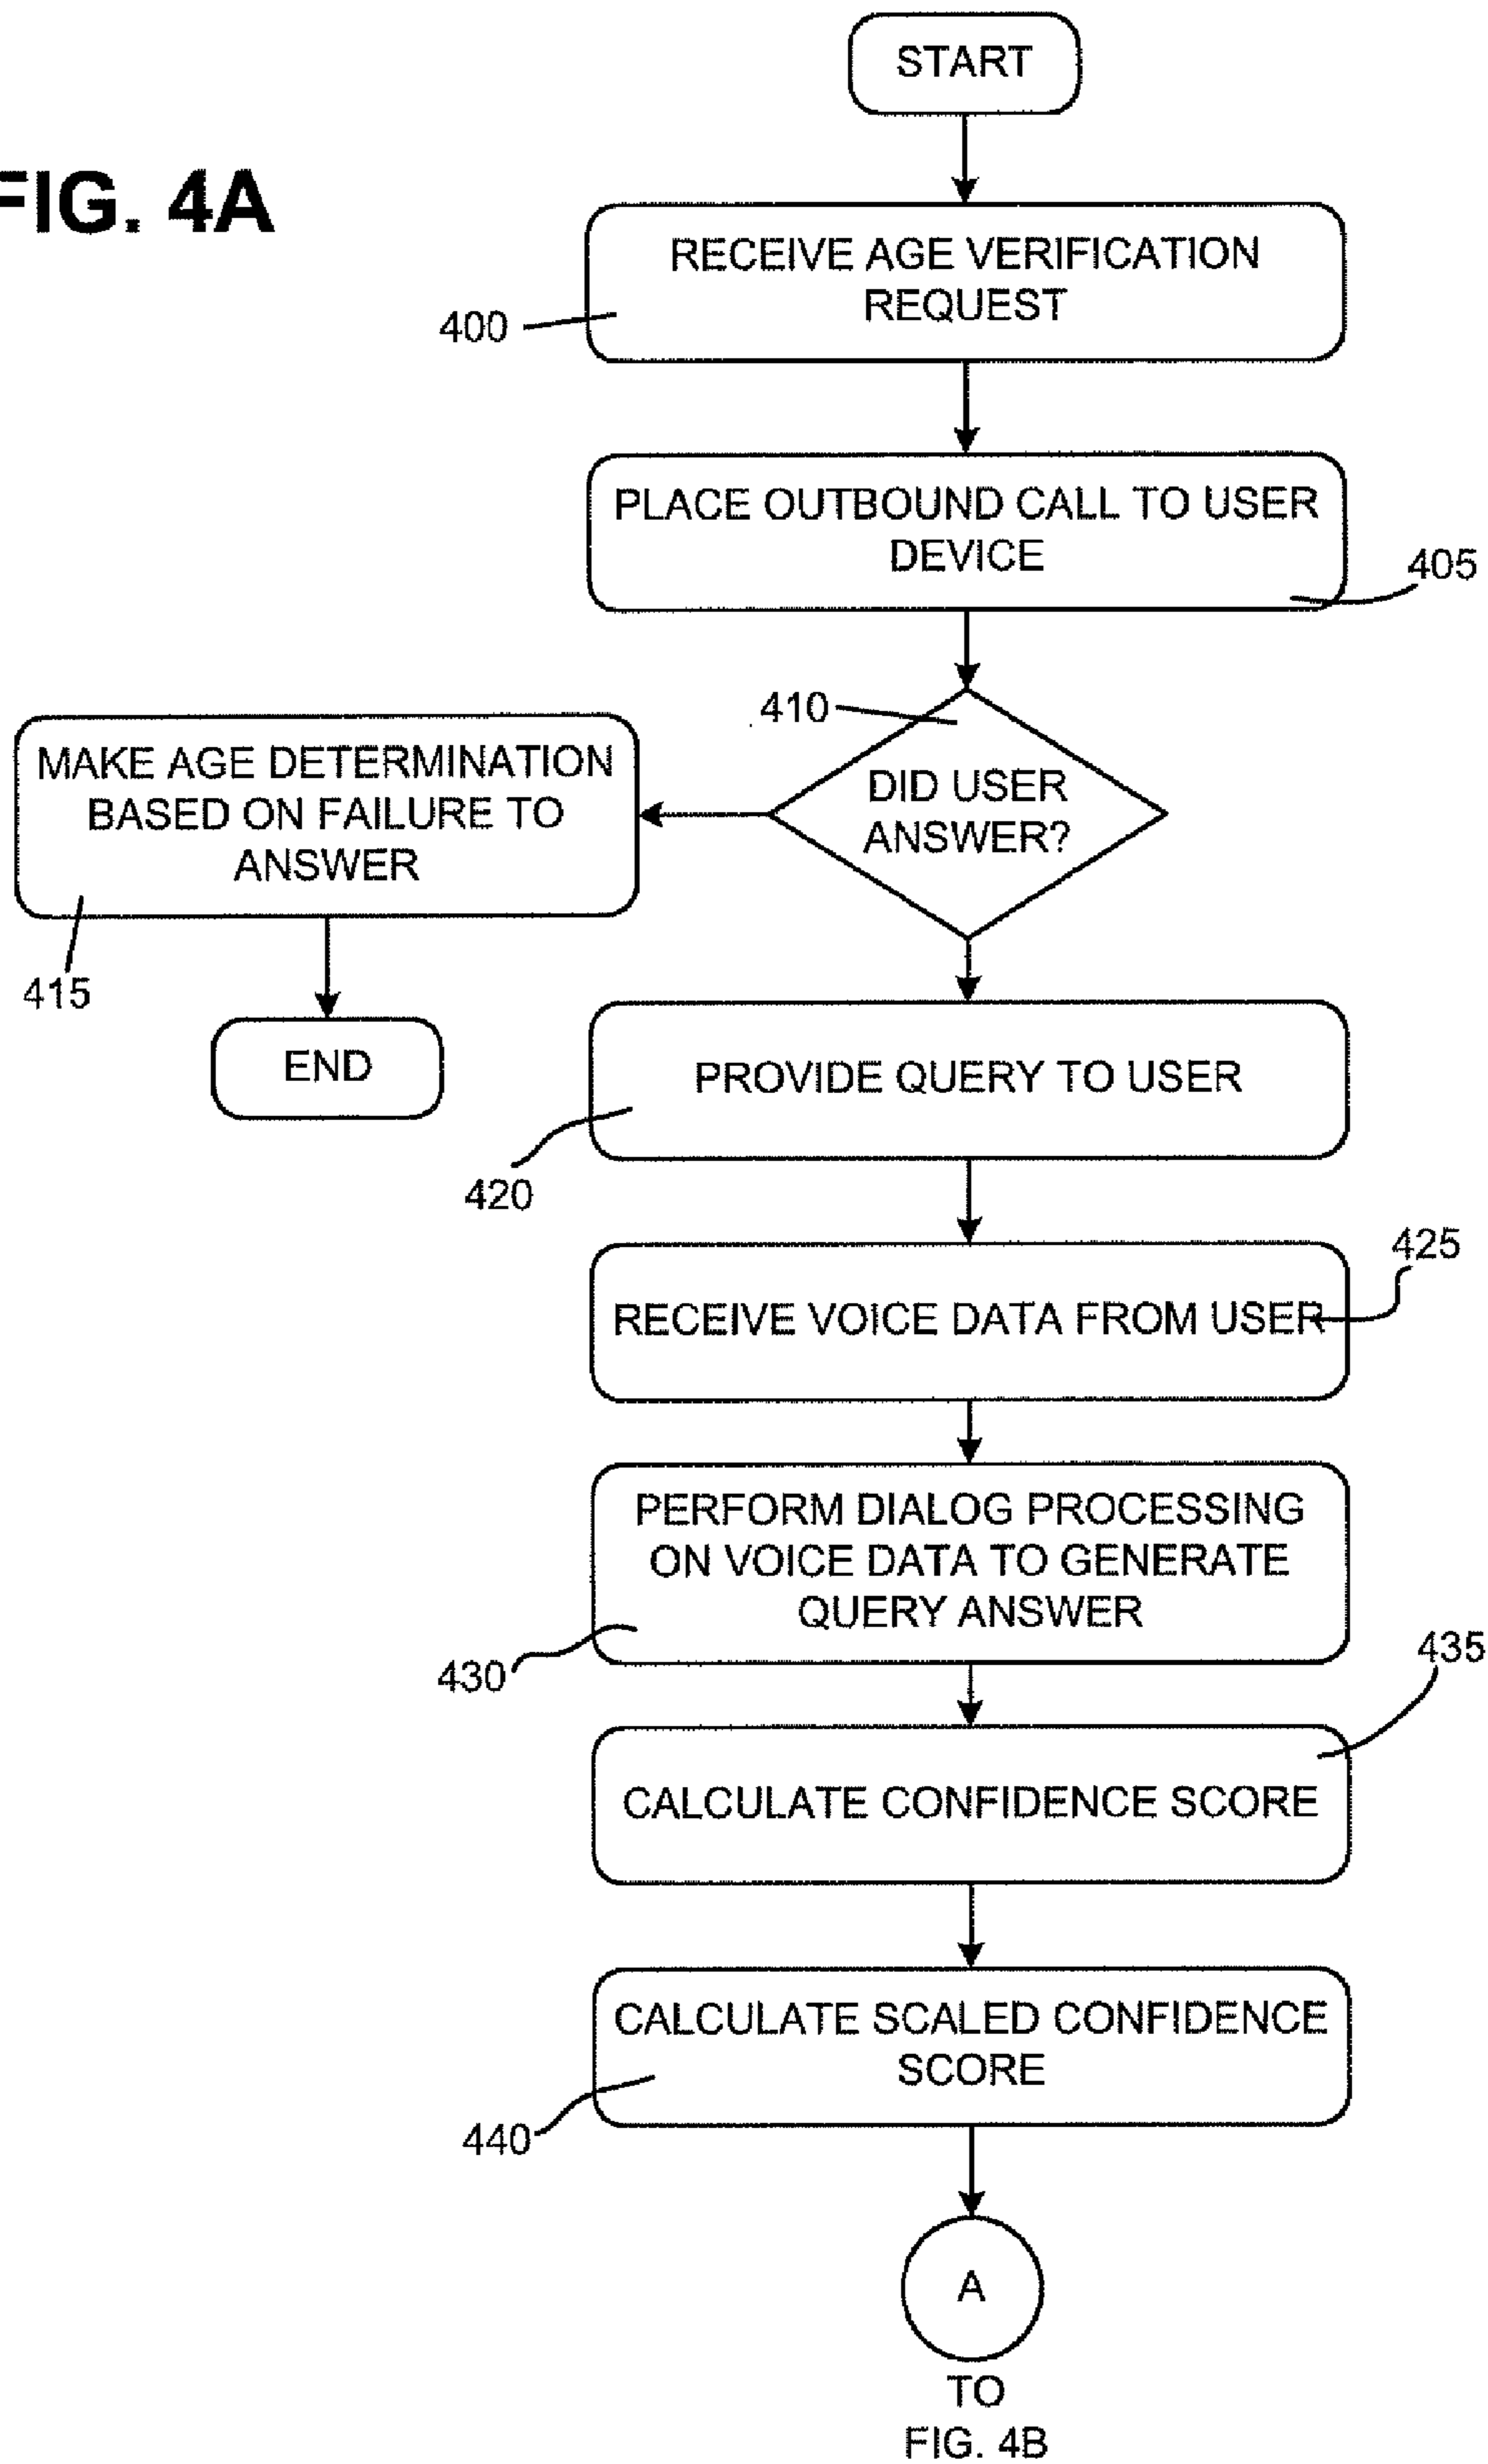 START
FIG. 4A
RECEIVE AGE VERIFICATION
REQUEST
400
PLACE OUTBOUND CALL TO USER
DEVICE
405
410
DID USER
ANSWER?
MAKE AGE DETERMINATION
BASED ON FAILURE TO
ANSWER
415
END
PROVIDE QUERY TO USER
420
425
RECEIVE VOICE DATA FROM USER
PERFORM DIALOG PROCESSING
ON VOICE DATA TO GENERATE
QUERY ANSWER
430
435
CALCULATE CONFIDENCE SCORE
CALCULATE SCALED CONFIDENCE
SCORE
440
A
TO
FIG. 4B